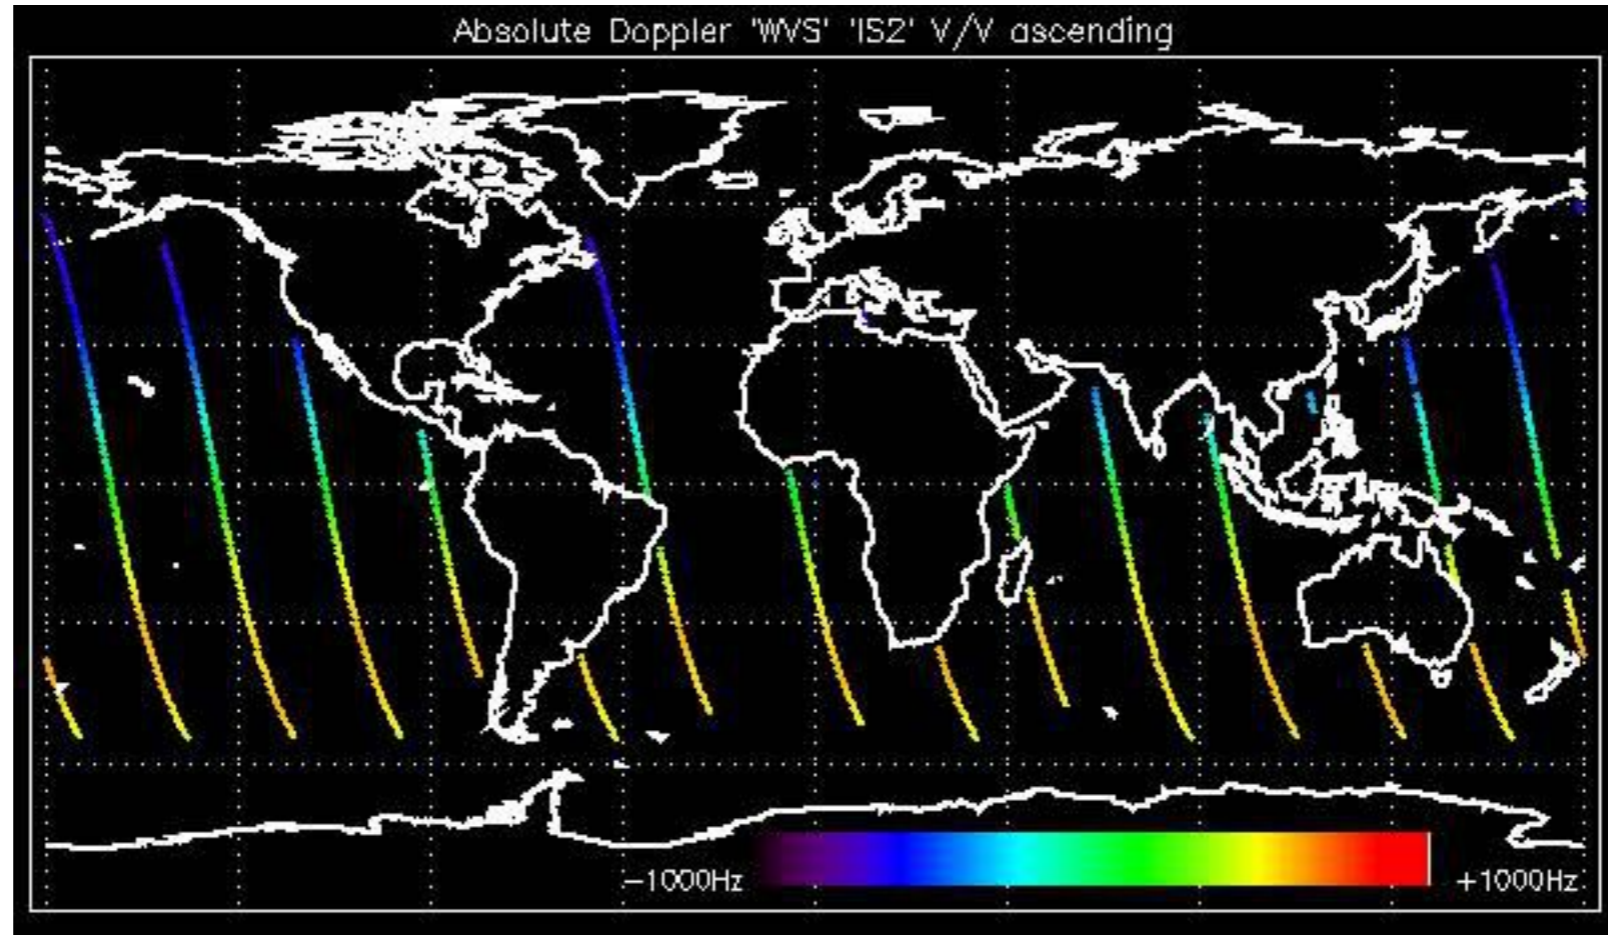 Absolute Doppler 'WVS' 'IS2' V/V ascending
−1000Hz
+1000Hz